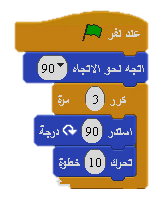 عند نقر
اتجه نحو الاتجاه 90
كرر 3 مرة
استدر 90 درجة
تحرك 10 خطوة